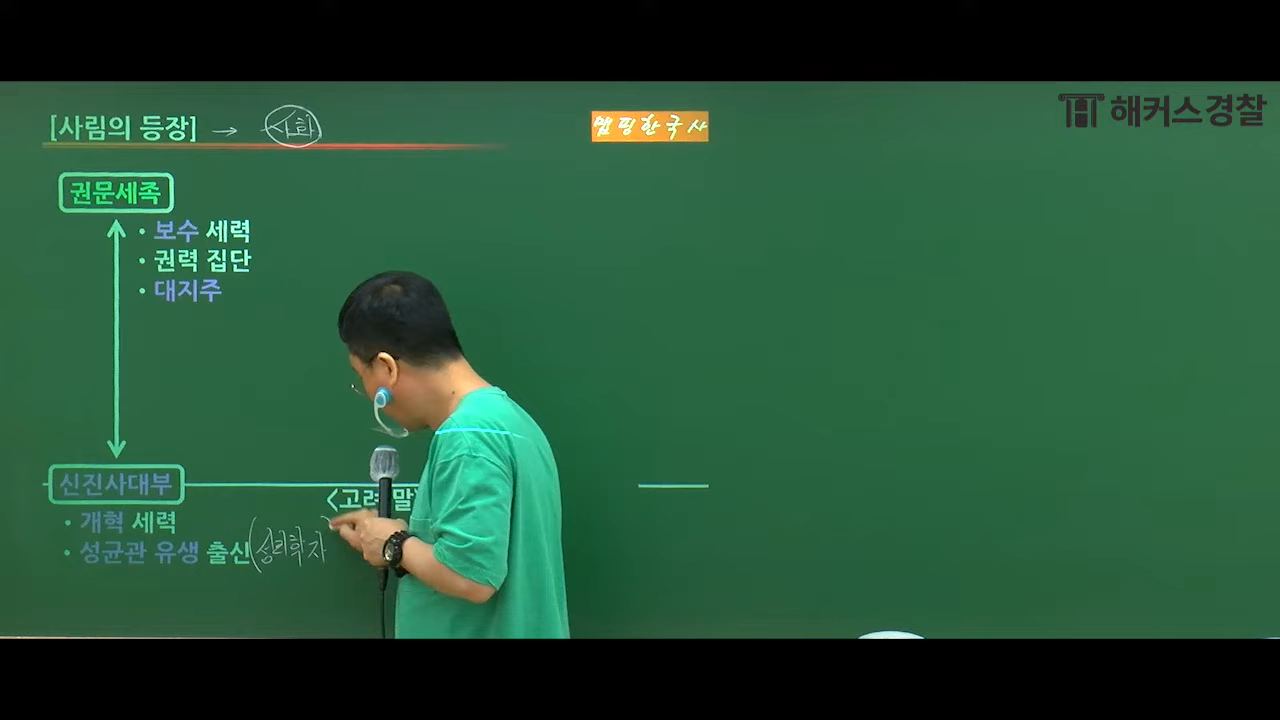 [사림의 등장] → 사화
맵핑한국사
해커스경찰
권문세족
• 보수 세력
• 권력 집단
• 대지주
신진사대부
<고려 말>
• 개혁 세력
• 성균관 유생 출신(성리학자